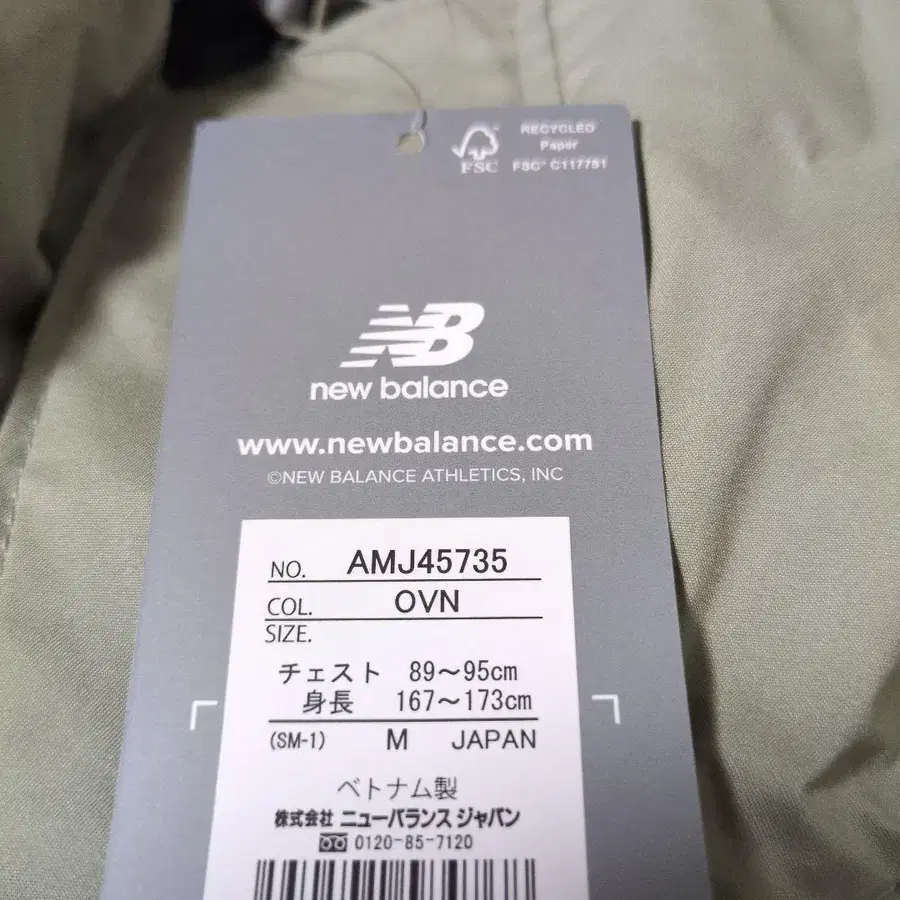 FSC
RECYCLED
Paper
FSC® C117781
NB
new balance
www.newbalance.com
©NEW BALANCE ATHLETICS, INC
NO. AMJ45735
COL. OVN
SIZE.
チェスト 89～95cm
身長 167～173cm
(SM-1) M JAPAN
ベトナム製
株式会社 ニューバランス ジャパン
0120-85-7120